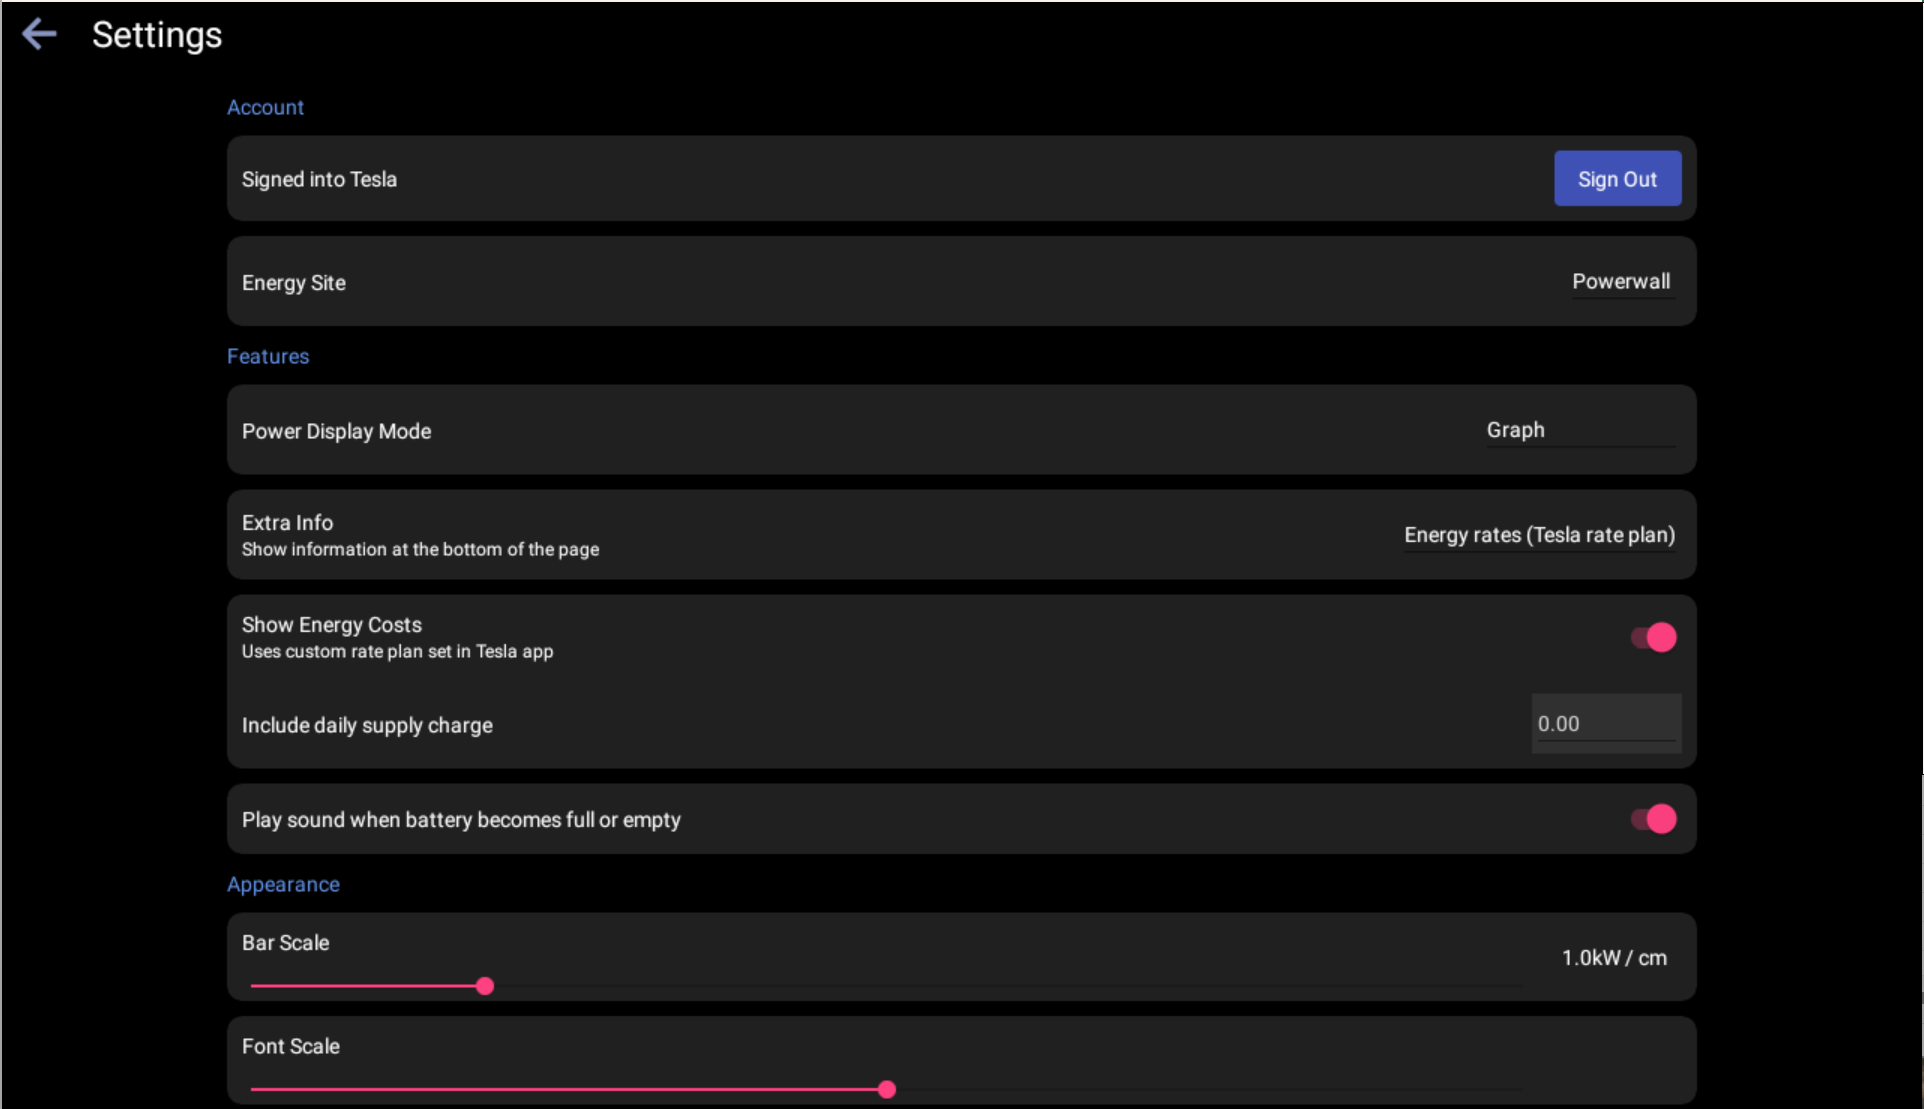 Settings
Account
Signed into Tesla
Sign Out
Energy Site
Powerwall
Features
Power Display Mode
Graph
Extra Info
Show information at the bottom of the page
Energy rates (Tesla rate plan)
Show Energy Costs
Uses custom rate plan set in Tesla app
Include daily supply charge
0.00
Play sound when battery becomes full or empty
Appearance
Bar Scale
1.0kW / cm
Font Scale